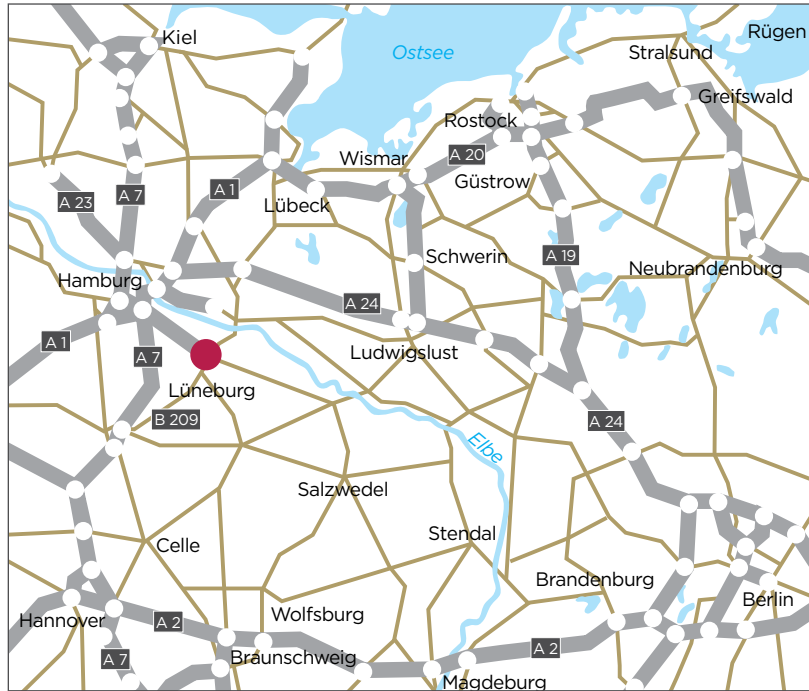 Kiel
Ostsee
Rügen
Stralsund
Greifswald
Rostock
Wismar
A 20
Güstrow
A 23
A 7
A 1
Lübeck
Schwerin
A 19
Neubrandenburg
Hamburg
A 24
A 1
A 7
Ludwigslust
Lüneburg
B 209
A 24
Elbe
Salzwedel
Stendal
Celle
Brandenburg
Berlin
Hannover
A 2
Wolfsburg
A 2
A 7
Braunschweig
Magdeburg